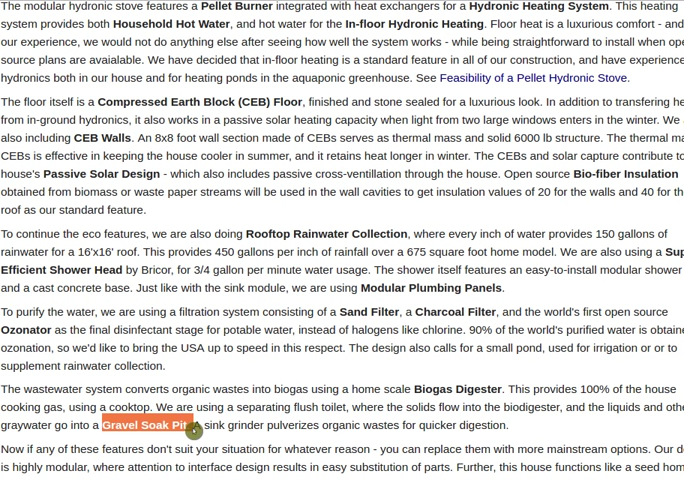 The modular hydronic stove features a Pellet Burner integrated with heat exchangers for a Hydronic Heating System. This heating
system provides both Household Hot Water, and hot water for the In-floor Hydronic Heating. Floor heat is a luxurious comfort - and
our experience, we would not do anything else after seeing how well the system works - while being straightforward to install when ope
source plans are avaialable. We have decided that in-floor heating is a standard feature in all of our construction, and have experience
hydronics both in our house and for heating ponds in the aquaponic greenhouse. See Feasibility of a Pellet Hydronic Stove.
The floor itself is a Compressed Earth Block (CEB) Floor, finished and stone sealed for a luxurious look. In addition to transfering he
from in-ground hydronics, it also works in a passive solar heating capacity when light from two large windows enters in the winter. We
also including CEB Walls. An 8x8 foot wall section made of CEBs serves as thermal mass and solid 6000 lb structure. The thermal ma
CEBs is effective in keeping the house cooler in summer, and it retains heat longer in winter. The CEBs and solar capture contribute to
house's Passive Solar Design - which also includes passive cross-ventillation through the house. Open source Bio-fiber Insulation
obtained from biomass or waste paper streams will be used in the wall cavities to get insulation values of 20 for the walls and 40 for th
roof as our standard feature.
To continue the eco features, we are also doing Rooftop Rainwater Collection, where every inch of water provides 150 gallons of
rainwater for a 16'x16' roof. This provides 450 gallons per inch of rainfall over a 675 square foot home model. We are also using a Sup
Efficient Shower Head by Bricor, for 3/4 gallon per minute water usage. The shower itself features an easy-to-install modular shower
and a cast concrete base. Just like with the sink module, we are using Modular Plumbing Panels.
To purify the water, we are using a filtration system consisting of a Sand Filter, a Charcoal Filter, and the world's first open source
Ozonator as the final disinfectant stage for potable water, instead of halogens like chlorine. 90% of the world's purified water is obtaine
ozonation, so we'd like to bring the USA up to speed in this respect. The design also calls for a small pond, used for irrigation or or to
supplement rainwater collection.
The wastewater system converts organic wastes into biogas using a home scale Biogas Digester. This provides 100% of the house
cooking gas, using a cooktop. We are using a separating flush toilet, where the solids flow into the biodigester, and the liquids and othe
graywater go into a Gravel Soak Pit. A sink grinder pulverizes organic wastes for quicker digestion.
Now if any of these features don't suit your situation for whatever reason - you can replace them with more mainstream options. Our d
is highly modular, where attention to interface design results in easy substitution of parts. Further, this house functions like a seed hom